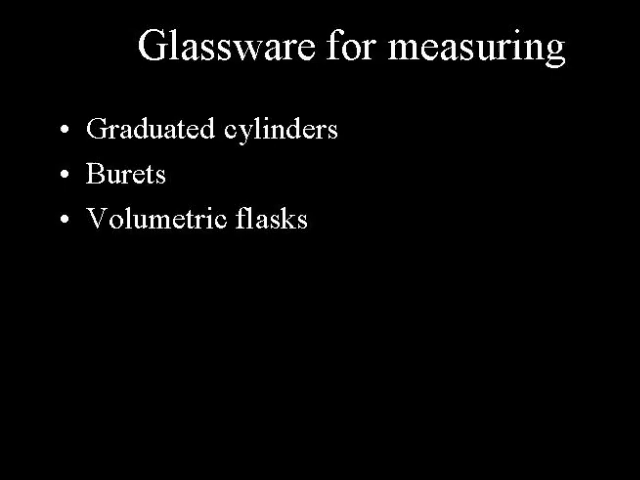 Glassware for measuring
• Graduated cylinders
• Burets
• Volumetric flasks